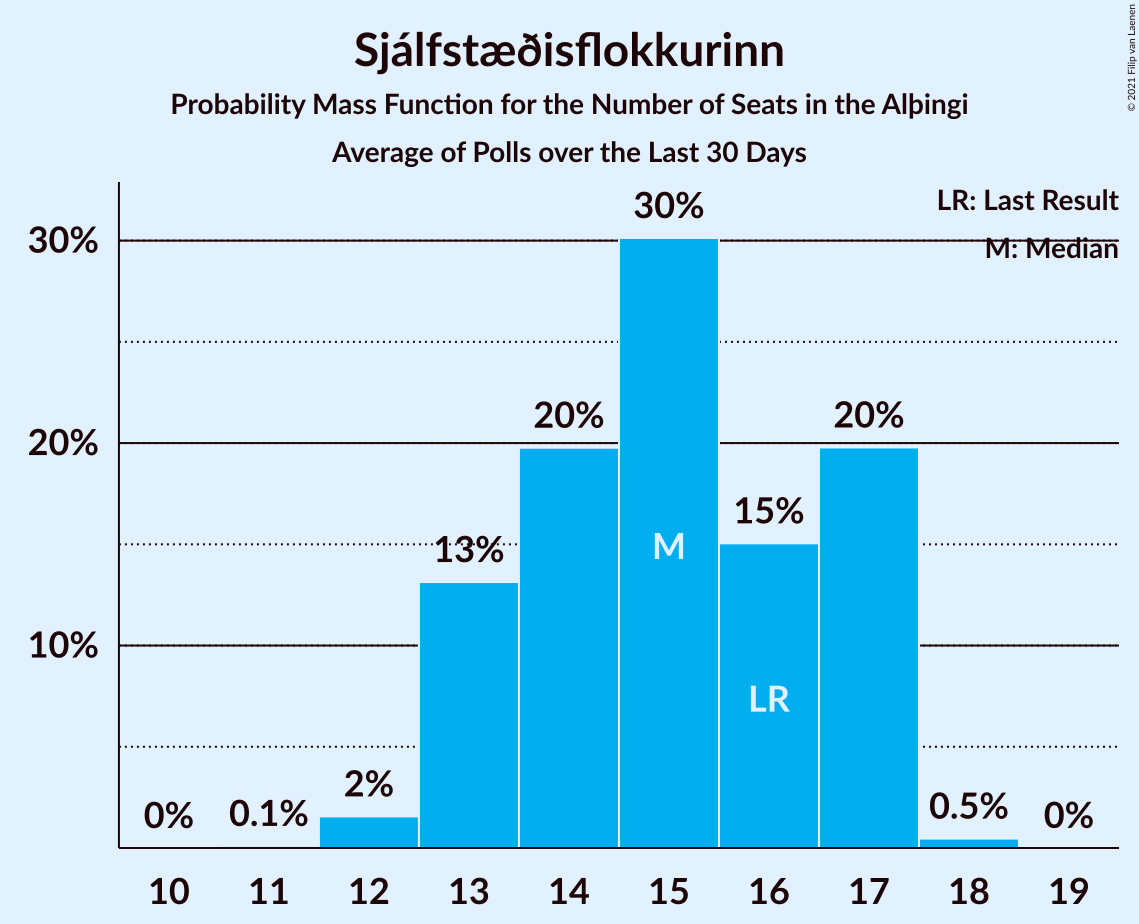 Sjálfstæðisflokkurinn
Probability Mass Function for the Number of Seats in the Alþingi
Average of Polls over the Last 30 Days
© 2021 Filip van Laenen
LR: Last Result
M: Median
30%
20%
10%
0%
0.1%
2%
13%
20%
30%
15%
20%
0.5%
0%
M
LR
10 11 12 13 14 15 16 17 18 19